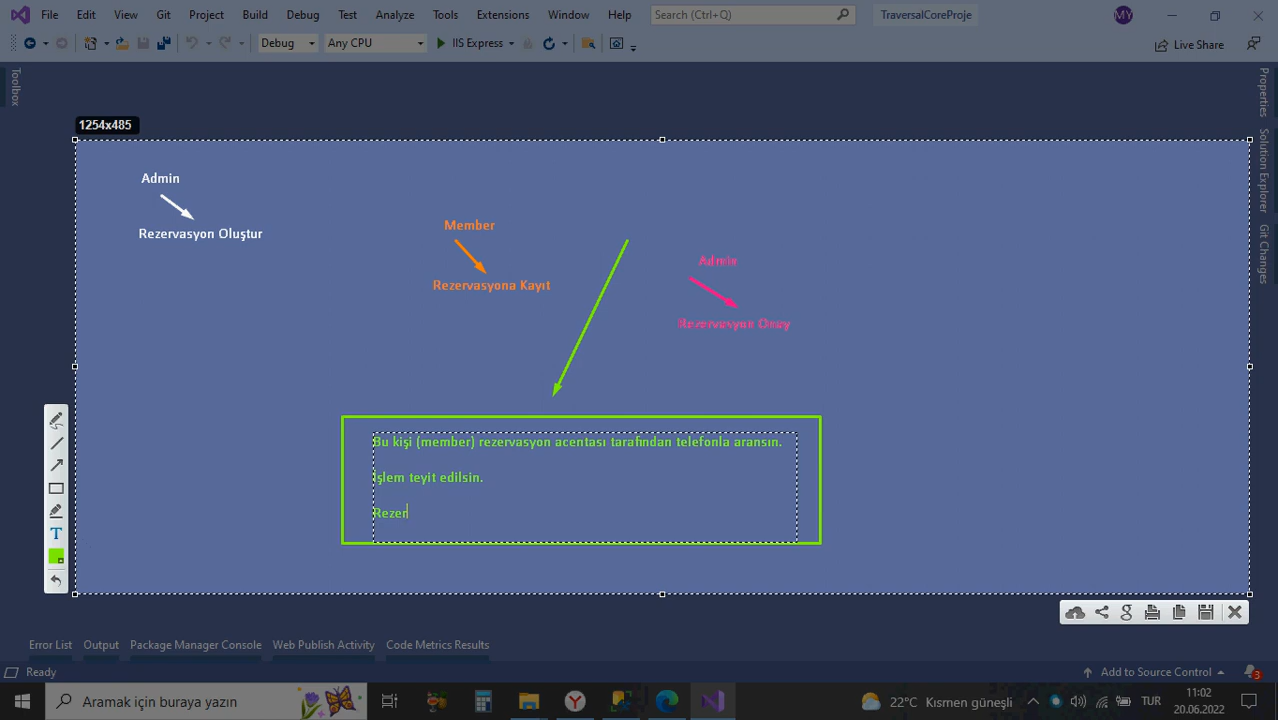 File Edit View Git Project Build Debug Test Analyze Tools Extensions Window Help Search (Ctrl+Q) TraversalCoreProje MY
Debug Any CPU IIS Express Live Share
Toolbox
Properties
Solution Explorer
Git Changes
1254x485
Admin
Rezervasyon Oluştur
Member
Rezervasyona Kayıt
Admin
Rezervasyon Onay
Bu kişi (member) rezervasyon acentası tarafından telefonla aransın.
İşlem teyit edilsin.
Rezer
T
g
Error List Output Package Manager Console Web Publish Activity Code Metrics Results
Ready Add to Source Control 3
Aramak için buraya yazın 22°C Kısmen güneşli TUR 11:02
20.06.2022